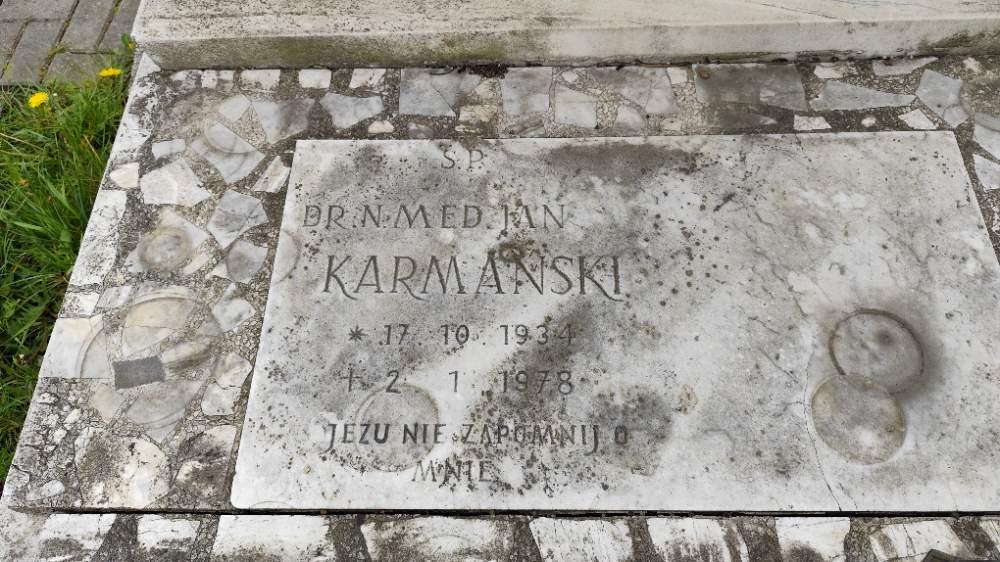 Ś.P.
DR.N.MED.JAN
KARMAŃSKI
* 17. 10. 1934
† 2. 1. 1978
JEZU NIE ZAPOMNIJ O
MNIE